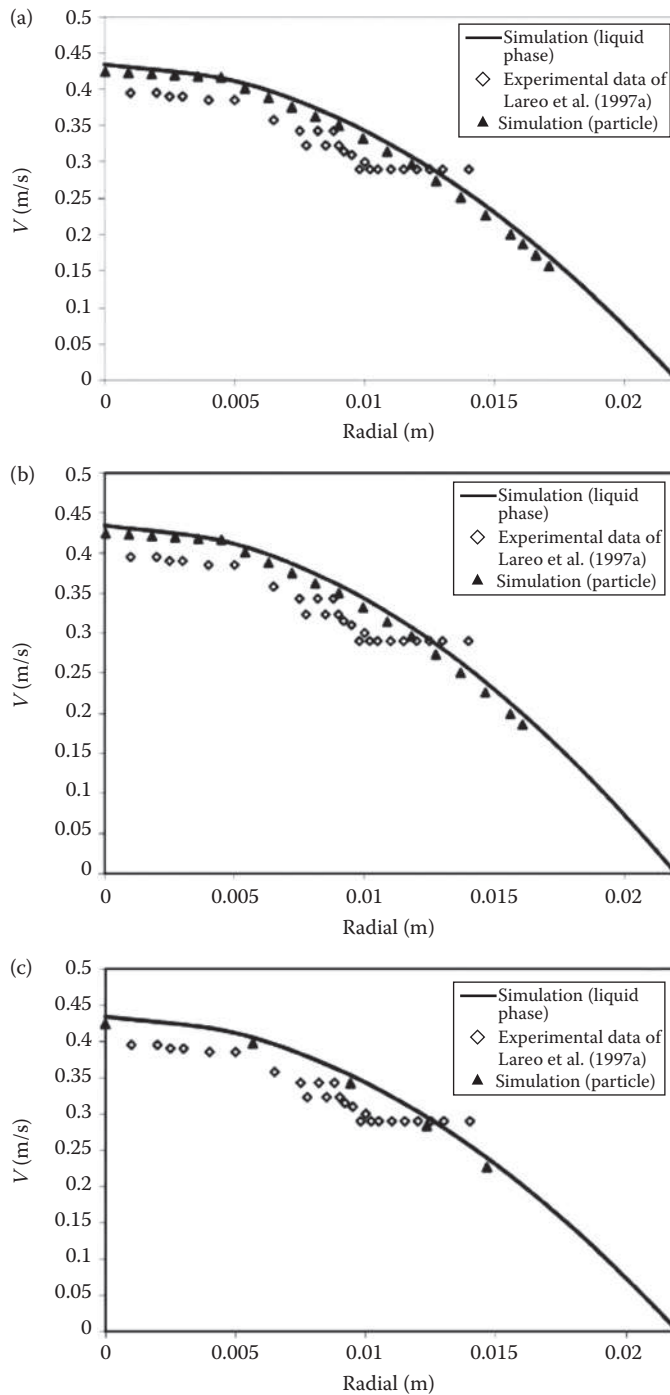 (a)
0.5
0.45
0.4
0.35
0.3
0.25
0.2
0.15
0.1
0.05
0
V (m/s)
Simulation (liquid
phase)
Experimental data of
Lareo et al. (1997a)
Simulation (particle)
0 0.005 0.01 0.015 0.02
Radial (m)
(b)
0.5
0.45
0.4
0.35
0.3
0.25
0.2
0.15
0.1
0.05
0
V (m/s)
Simulation (liquid
phase)
Experimental data of
Lareo et al. (1997a)
Simulation (particle)
0 0.005 0.01 0.015 0.02
Radial (m)
(c)
0.5
0.45
0.4
0.35
0.3
0.25
0.2
0.15
0.1
0.05
0
V (m/s)
Simulation (liquid
phase)
Experimental data of
Lareo et al. (1997a)
Simulation (particle)
0 0.005 0.01 0.015 0.02
Radial (m)